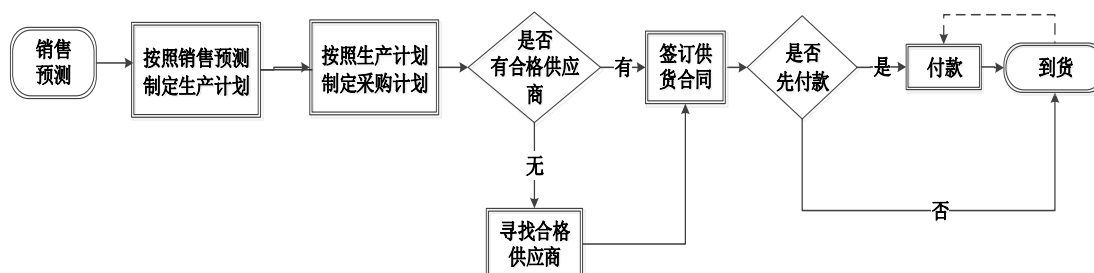 销售
预测
按照销售预测
制定生产计划
按照生产计划
制定采购计划
是否
有合格供应
商
有
无
寻找合格
供应商
签订供
货合同
是否
先付款
是
否
付款
到货